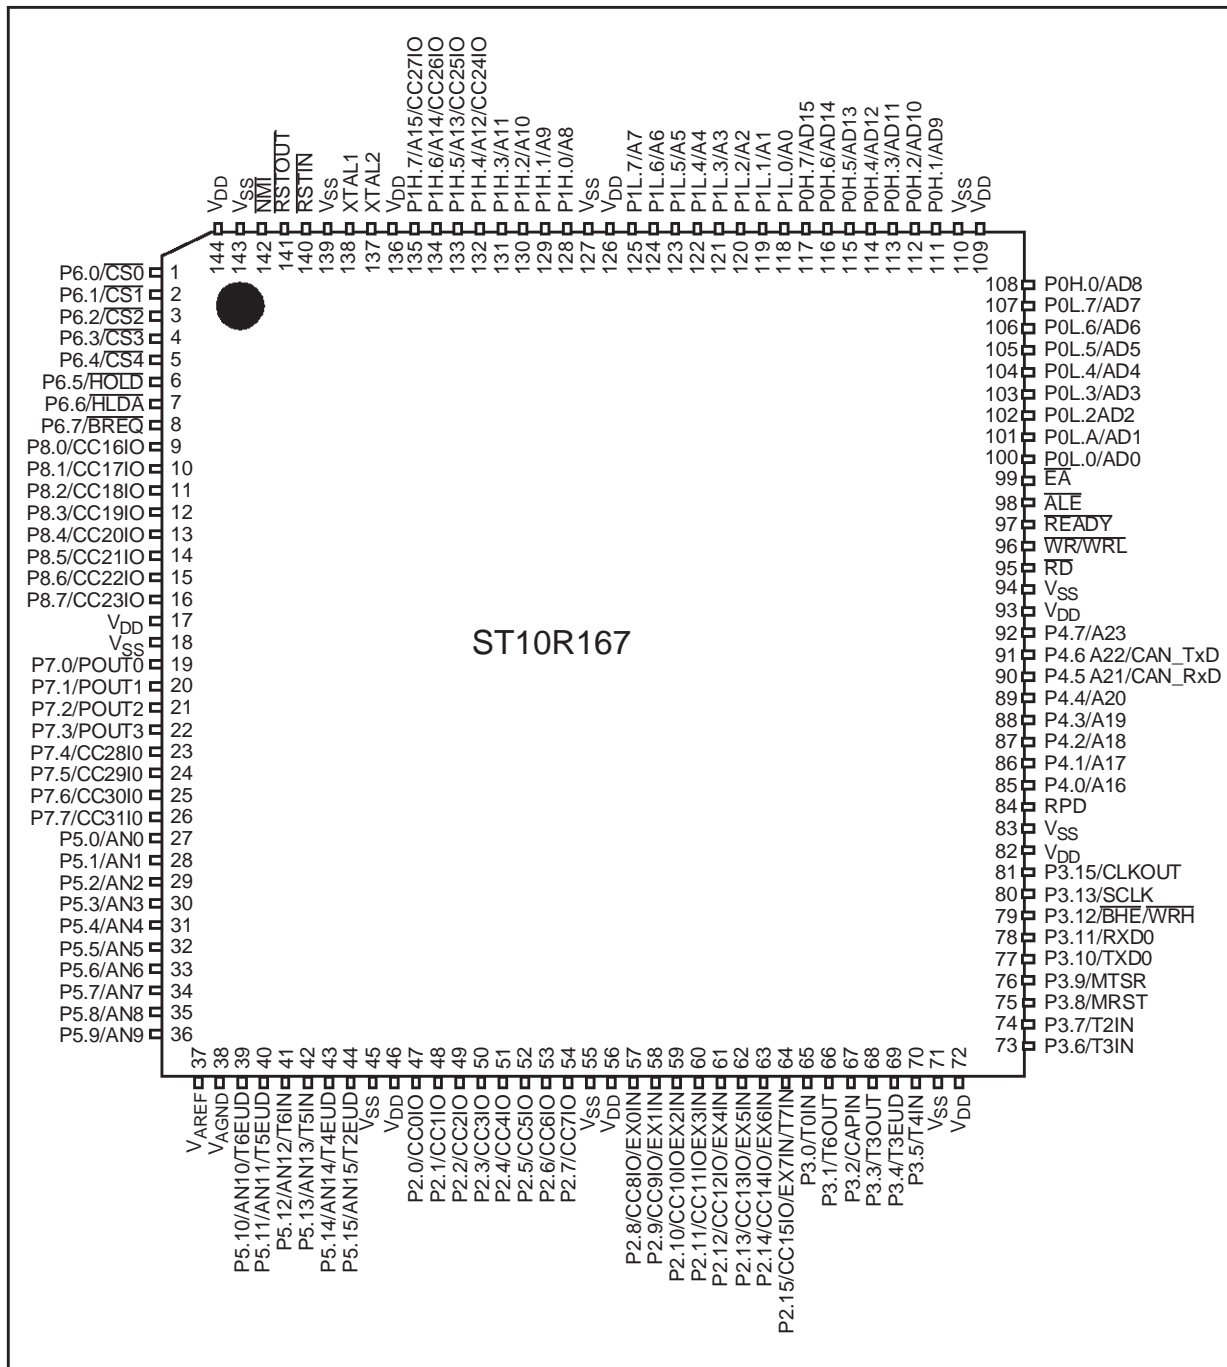 VDD
VSS
NMI
RSTOUT
RSTIN
VSS
XTAL1
XTAL2
VDD
P1H.7/A15/CC27IO
P1H.6/A14/CC26IO
P1H.5/A13/CC25IO
P1H.4/A12/CC24IO
P1H.3/A11
P1H.2/A10
P1H.1/A9
P1H.0/A8
VSS
VDD
P1L.7/A7
P1L.6/A6
P1L.5/A5
P1L.4/A4
P1L.3/A3
P1L.2/A2
P1L.1/A1
P1L.0/A0
P0H.7/AD15
P0H.6/AD14
P0H.5/AD13
P0H.4/AD12
P0H.3/AD11
P0H.2/AD10
P0H.1/AD9
VSS
VDD
144
143
142
141
140
139
138
137
136
135
134
133
132
131
130
129
128
127
126
125
124
123
122
121
120
119
118
117
116
115
114
113
112
111
110
109
P6.0/CS0 1
P6.1/CS1 2
P6.2/CS2 3
P6.3/CS3 4
P6.4/CS4 5
P6.5/HOLD 6
P6.6/HLDA 7
P6.7/BREQ 8
P8.0/CC16IO 9
P8.1/CC17IO 10
P8.2/CC18IO 11
P8.3/CC19IO 12
P8.4/CC20IO 13
P8.5/CC21IO 14
P8.6/CC22IO 15
P8.7/CC23IO 16
VDD 17
VSS 18
P7.0/POUT0 19
P7.1/POUT1 20
P7.2/POUT2 21
P7.3/POUT3 22
P7.4/CC28I0 23
P7.5/CC29I0 24
P7.6/CC30I0 25
P7.7/CC31I0 26
P5.0/AN0 27
P5.1/AN1 28
P5.2/AN2 29
P5.3/AN3 30
P5.4/AN4 31
P5.5/AN5 32
P5.6/AN6 33
P5.7/AN7 34
P5.8/AN8 35
P5.9/AN9 36
ST10R167
108 P0H.0/AD8
107 P0L.7/AD7
106 P0L.6/AD6
105 P0L.5/AD5
104 P0L.4/AD4
103 P0L.3/AD3
102 P0L.2AD2
101 P0L.A/AD1
100 P0L.0/AD0
99 EA
98 ALE
97 READY
96 WR/WRL
95 RD
94 VSS
93 VDD
92 P4.7/A23
91 P4.6 A22/CAN_TxD
90 P4.5 A21/CAN_RxD
89 P4.4/A20
88 P4.3/A19
87 P4.2/A18
86 P4.1/A17
85 P4.0/A16
84 RPD
83 VSS
82 VDD
81 P3.15/CLKOUT
80 P3.13/SCLK
79 P3.12/BHE/WRH
78 P3.11/RXD0
77 P3.10/TXD0
76 P3.9/MTSR
75 P3.8/MRST
74 P3.7/T2IN
73 P3.6/T3IN
37
38
39
40
41
42
43
44
45
46
47
48
49
50
51
52
53
54
55
56
57
58
59
60
61
62
63
64
65
66
67
68
69
70
71
72
VAREF
VAGND
P5.10/AN10/T6EUD
P5.11/AN11/T5EUD
P5.12/AN12/T6IN
P5.13/AN13/T5IN
P5.14/AN14/T4EUD
P5.15/AN15/T2EUD
VSS
VDD
P2.0/CC0IO
P2.1/CC1IO
P2.2/CC2IO
P2.3/CC3IO
P2.4/CC4IO
P2.5/CC5IO
P2.6/CC6IO
P2.7/CC7IO
VSS
VDD
P2.8/CC8IO/EX0IN
P2.9/CC9IO/EX1IN
P2.10/CC10IOEX2IN
P2.11/CC11IOEX3IN
P2.12/CC12IO/EX4IN
P2.13/CC13IO/EX5IN
P2.14/CC14IO/EX6IN
P2.15/CC15IO/EX7IN/T7IN
P3.0/T0IN
P3.1/T6OUT
P3.2/CAPIN
P3.3/T3OUT
P3.4/T3EUD
P3.5/T4IN
VSS
VDD